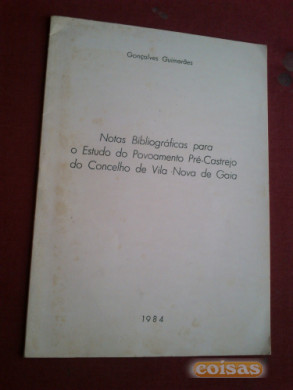 Gonçalves Guimarães
Notas Bibliográficas para
o Estudo do Povoamento Pré-Castrejo
do Concelho de Vila Nova de Gaia
1984
coisas